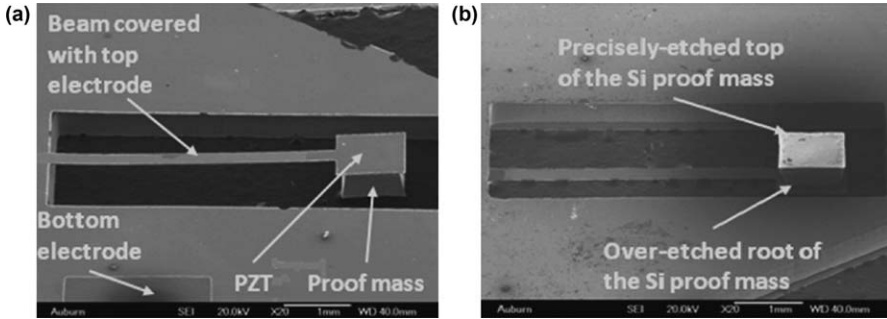 (a)
Beam covered
with top
electrode
Bottom
electrode
PZT
Proof mass
Auburn SEI 20.0kV X20 1mm WD 40.0mm
(b)
Precisely-etched top
of the Si proof mass
Over-etched root of
the Si proof mass
Auburn SEI 20.0kV X20 1mm WD 40.0mm